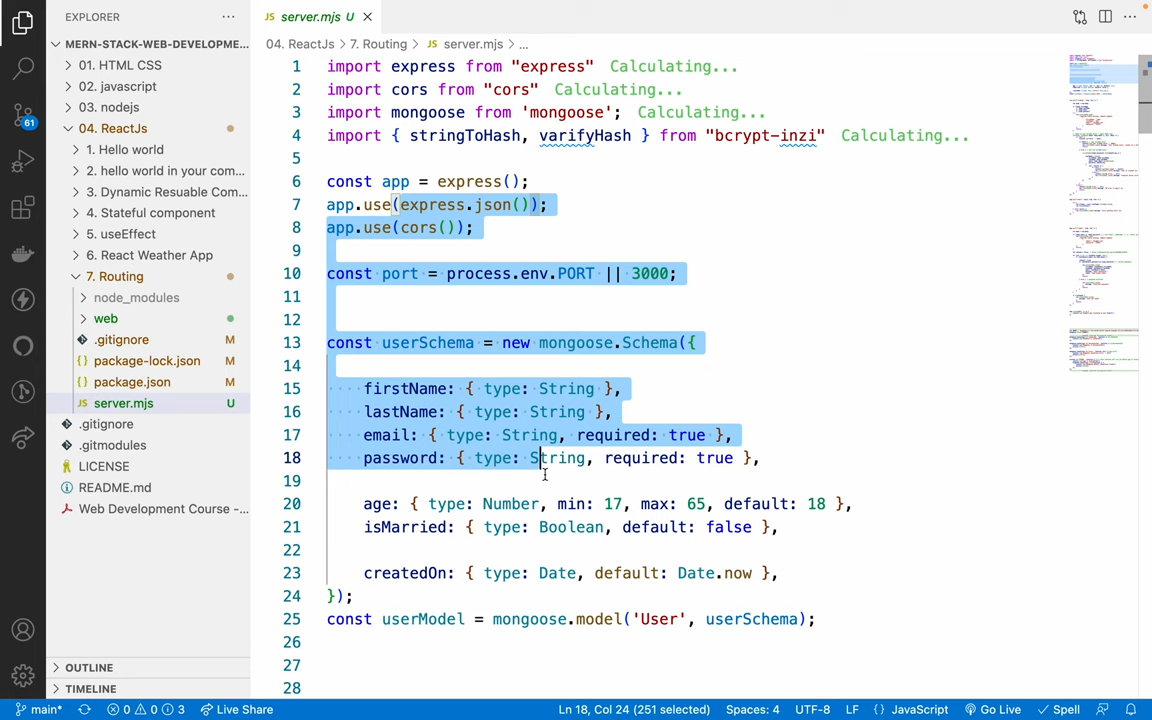 EXPLORER
JS server.mjs U
MERN-STACK-WEB-DEVELOPME...
04. ReactJs > 7. Routing > JS server.mjs > ...
01. HTML CSS
02. javascript
03. nodejs
04. ReactJs
1. Hello world
2. hello world in your com...
3. Dynamic Resuable Com...
4. Stateful component
5. useEffect
6. React Weather App
7. Routing
node_modules
web
.gitignore M
{} package-lock.json M
{} package.json M
JS server.mjs U
.gitignore
.gitmodules
LICENSE
README.md
Web Development Course -...
OUTLINE
TIMELINE
61
1 import express from "express" Calculating...
2 import cors from "cors" Calculating...
3 import mongoose from 'mongoose'; Calculating...
4 import { stringToHash, varifyHash } from "bcrypt-inzi" Calculating...
5
6 const app = express();
7 app.use(express.json());
8 app.use(cors());
9
10 const port = process.env.PORT || 3000;
11
12
13 const userSchema = new mongoose.Schema({
14
15 firstName: { type: String },
16 lastName: { type: String },
17 email: { type: String, required: true },
18 password: { type: String, required: true },
19
20 age: { type: Number, min: 17, max: 65, default: 18 },
21 isMarried: { type: Boolean, default: false },
22
23 createdOn: { type: Date, default: Date.now },
24 });
25 const userModel = mongoose.model('User', userSchema);
26
27
28
main* 0 0 3 Live Share Ln 18, Col 24 (251 selected) Spaces: 4 UTF-8 LF {} JavaScript Go Live Spell